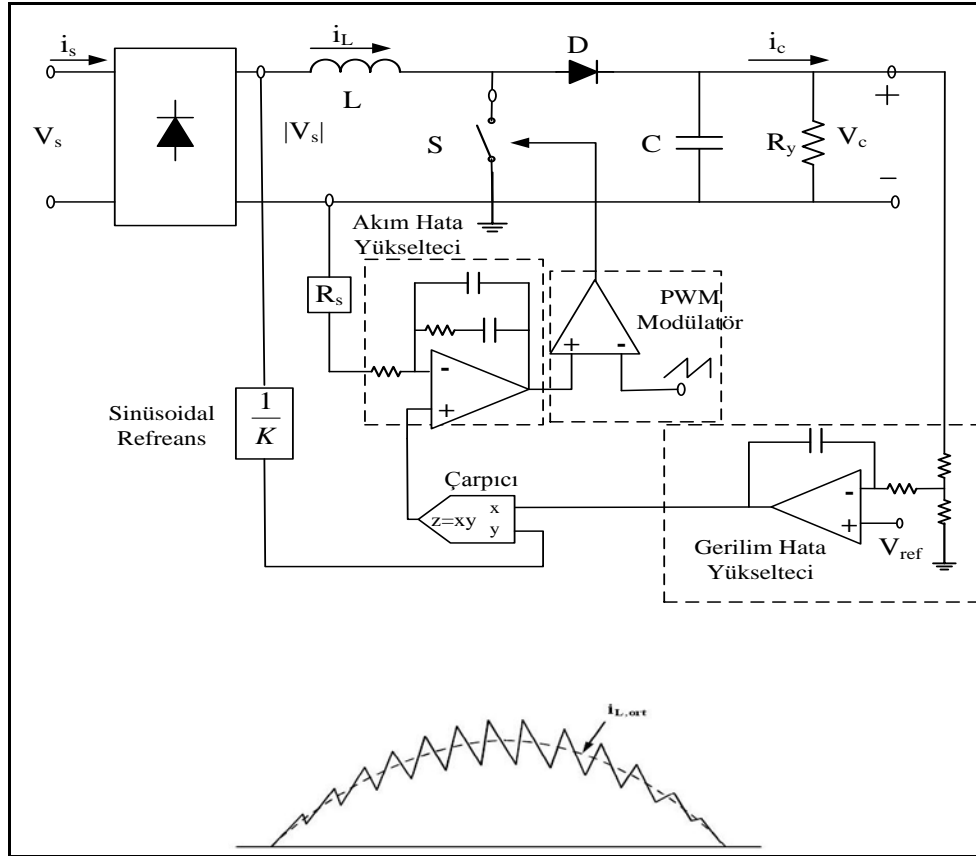 i_s
i_L
D
i_c
L
+
V_s
|V_s|
S
C
R_y
V_c
−
Akım Hata
Yükselteci
R_s
PWM
Modülatör
+ -
-
+
Sinüsoidal
Refreans
1
K
Çarpıcı
z=xy
x
y
-
+
V_ref
Gerilim Hata
Yükselteci
i_L,ort